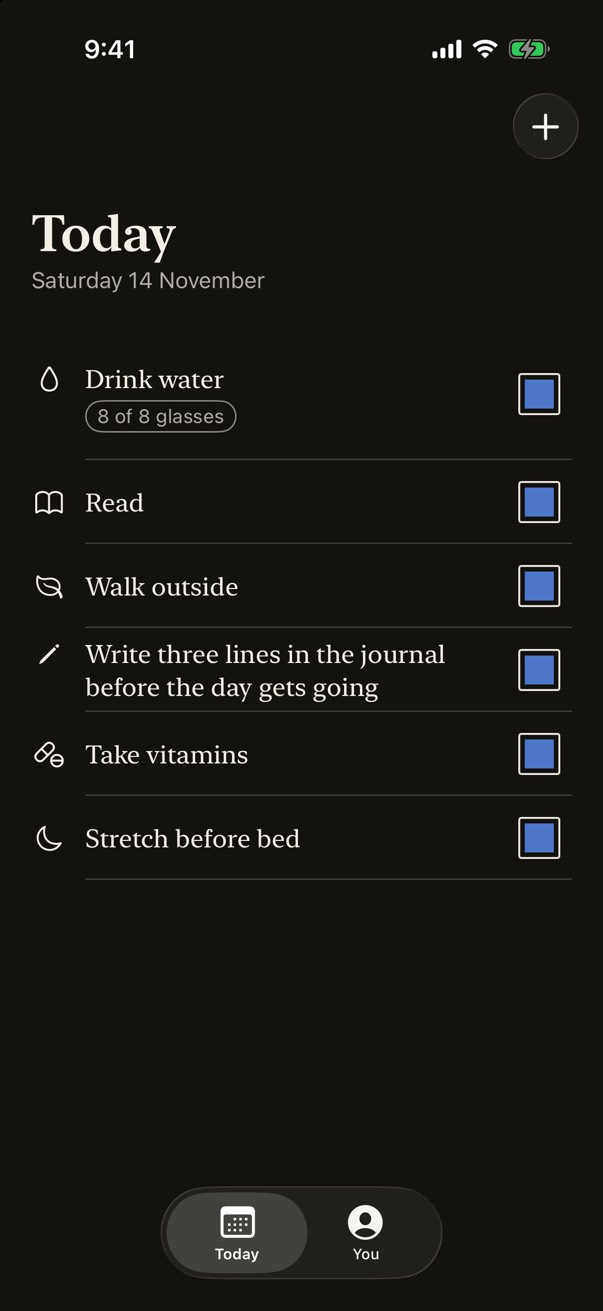 9:41
Today
Saturday 14 November
Drink water
8 of 8 glasses
Read
Walk outside
Write three lines in the journal
before the day gets going
Take vitamins
Stretch before bed
Today
You